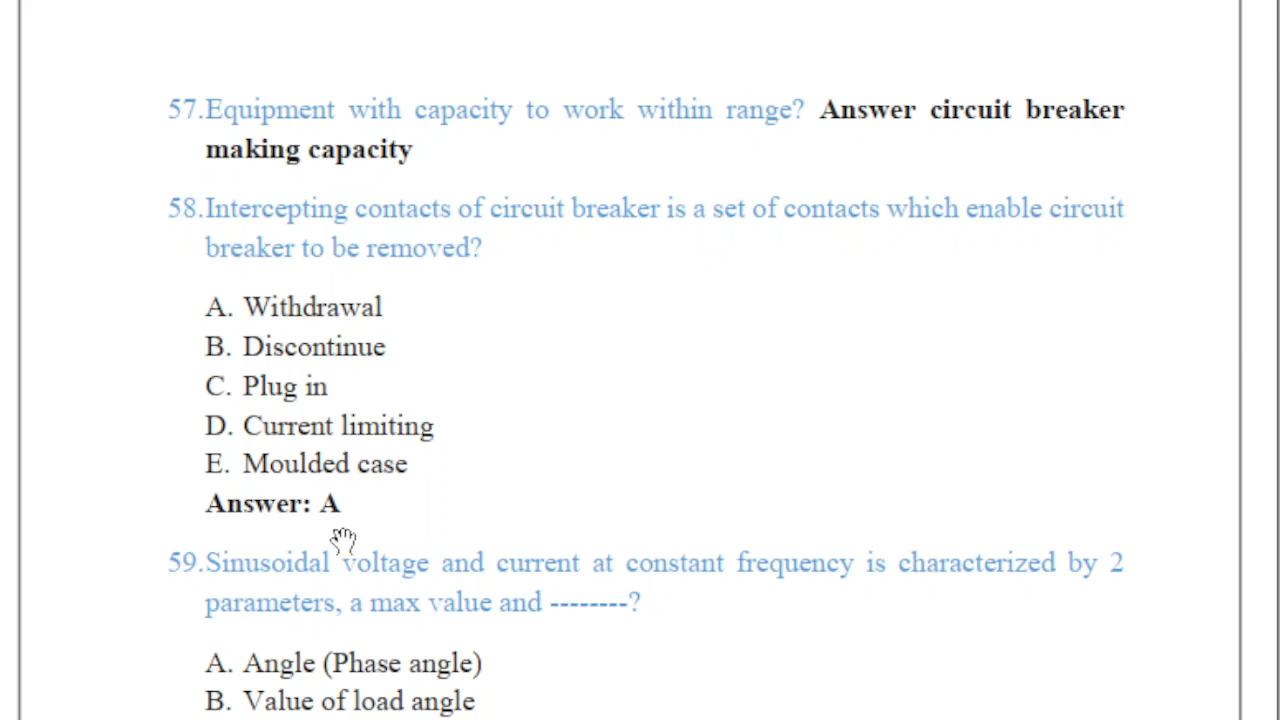 57.Equipment with capacity to work within range? Answer circuit breaker
making capacity
58.Intercepting contacts of circuit breaker is a set of contacts which enable circuit
breaker to be removed?
A. Withdrawal
B. Discontinue
C. Plug in
D. Current limiting
E. Moulded case
Answer: A
59.Sinusoidal voltage and current at constant frequency is characterized by 2
parameters, a max value and --------?
A. Angle (Phase angle)
B. Value of load angle